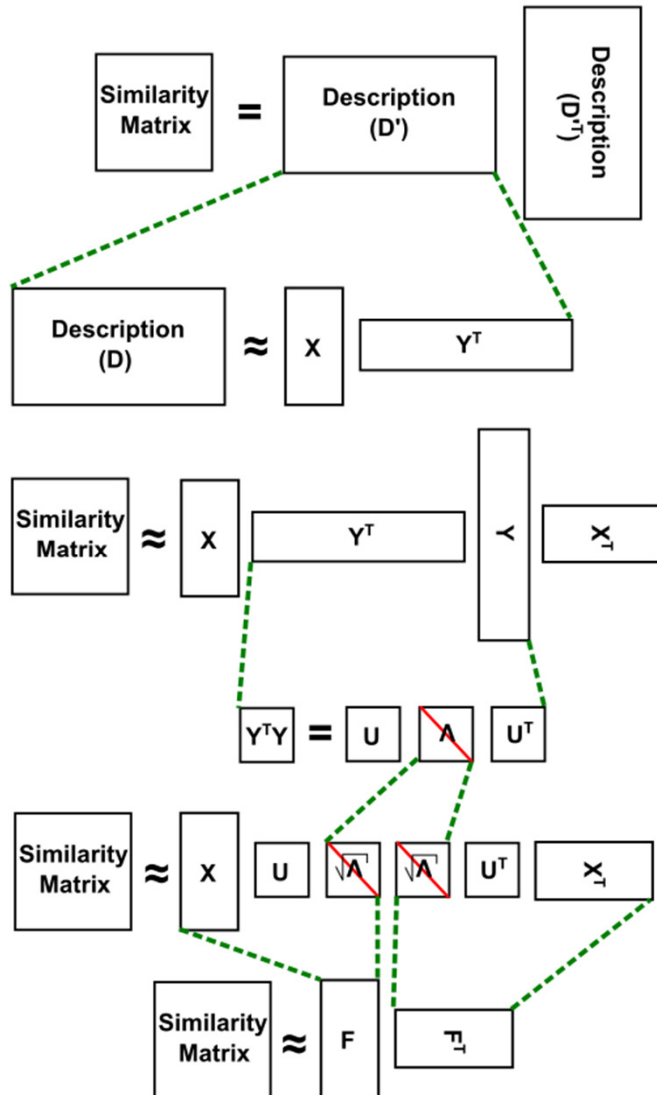 Similarity Matrix = Description (D') Description (D'ᵀ)
Description (D) ≈ X Yᵀ
Similarity Matrix ≈ X Yᵀ Y Xᵀ
YᵀY = U Λ Uᵀ
Similarity Matrix ≈ X U √Λ √Λ Uᵀ Xᵀ
Similarity Matrix ≈ F Fᵀ